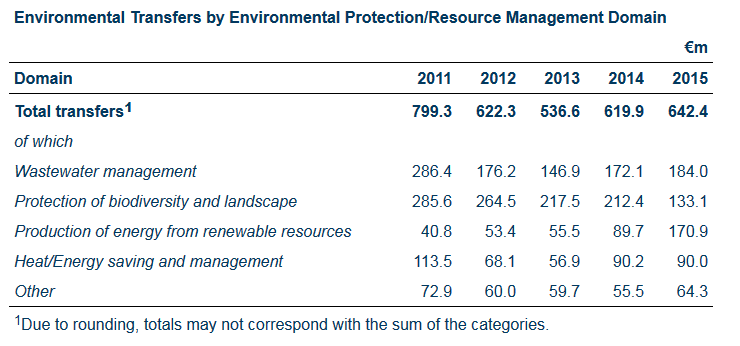 Environmental Transfers by Environmental Protection/Resource Management Domain
€m
Domain 2011 2012 2013 2014 2015
Total transfers1 799.3 622.3 536.6 619.9 642.4
of which
Wastewater management 286.4 176.2 146.9 172.1 184.0
Protection of biodiversity and landscape 285.6 264.5 217.5 212.4 133.1
Production of energy from renewable resources 40.8 53.4 55.5 89.7 170.9
Heat/Energy saving and management 113.5 68.1 56.9 90.2 90.0
Other 72.9 60.0 59.7 55.5 64.3
1Due to rounding, totals may not correspond with the sum of the categories.